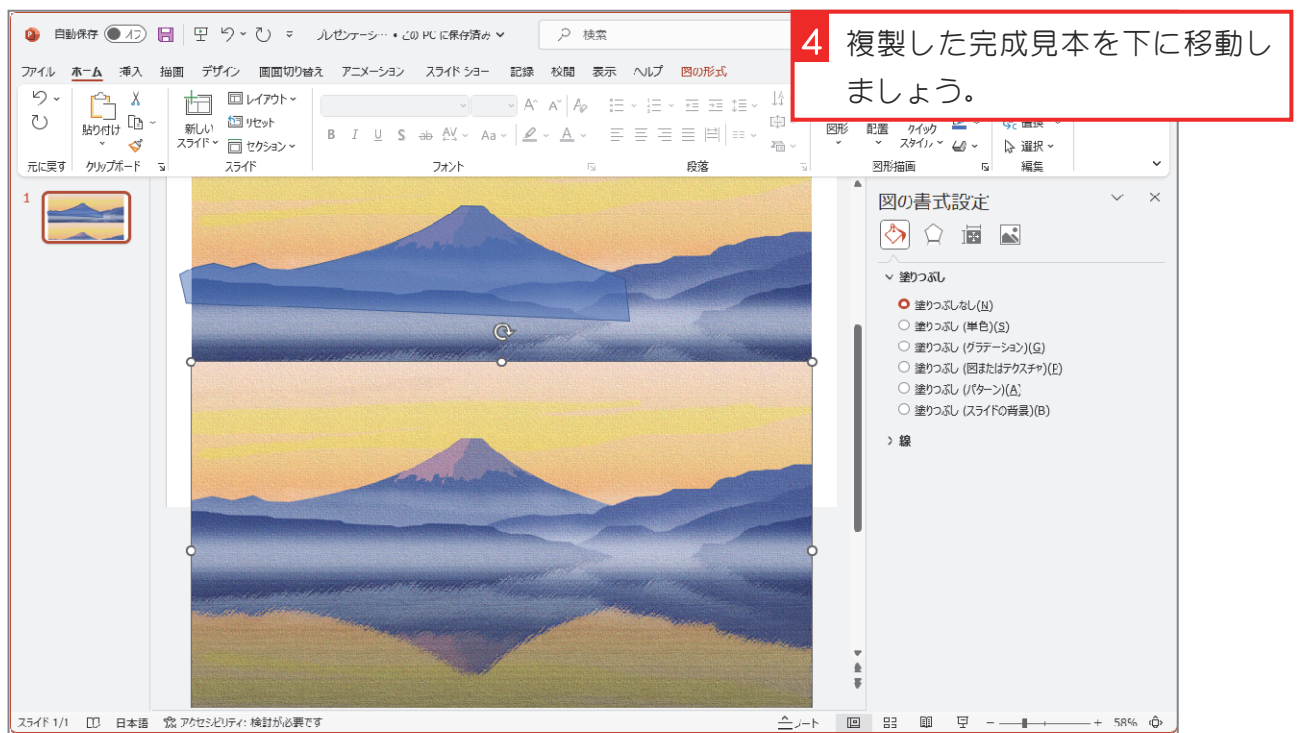 自動保存 オフ
プレゼンテーシ… • この PC に保存済み
検索
4 複製した完成見本を下に移動し
ましょう。
ファイル ホーム 挿入 描画 デザイン 画面切り替え アニメーション スライド ショー 記録 校閲 表示 ヘルプ 図の形式
貼り付け
新しい
スライド
レイアウト
リセット
セクション
B I U S ab AV Aa A
A A A
図形 配置 クイック
スタイル
置換
選択
元に戻す クリップボード スライド フォント 段落 図形描画 編集
1
図の書式設定
塗りつぶし
塗りつぶしなし(N)
塗りつぶし (単色)(S)
塗りつぶし (グラデーション)(G)
塗りつぶし (図またはテクスチャ)(P)
塗りつぶし (パターン)(A)
塗りつぶし (スライドの背景)(B)
線
スライド 1/1 日本語 アクセシビリティ: 検討が必要です
ノート
58%